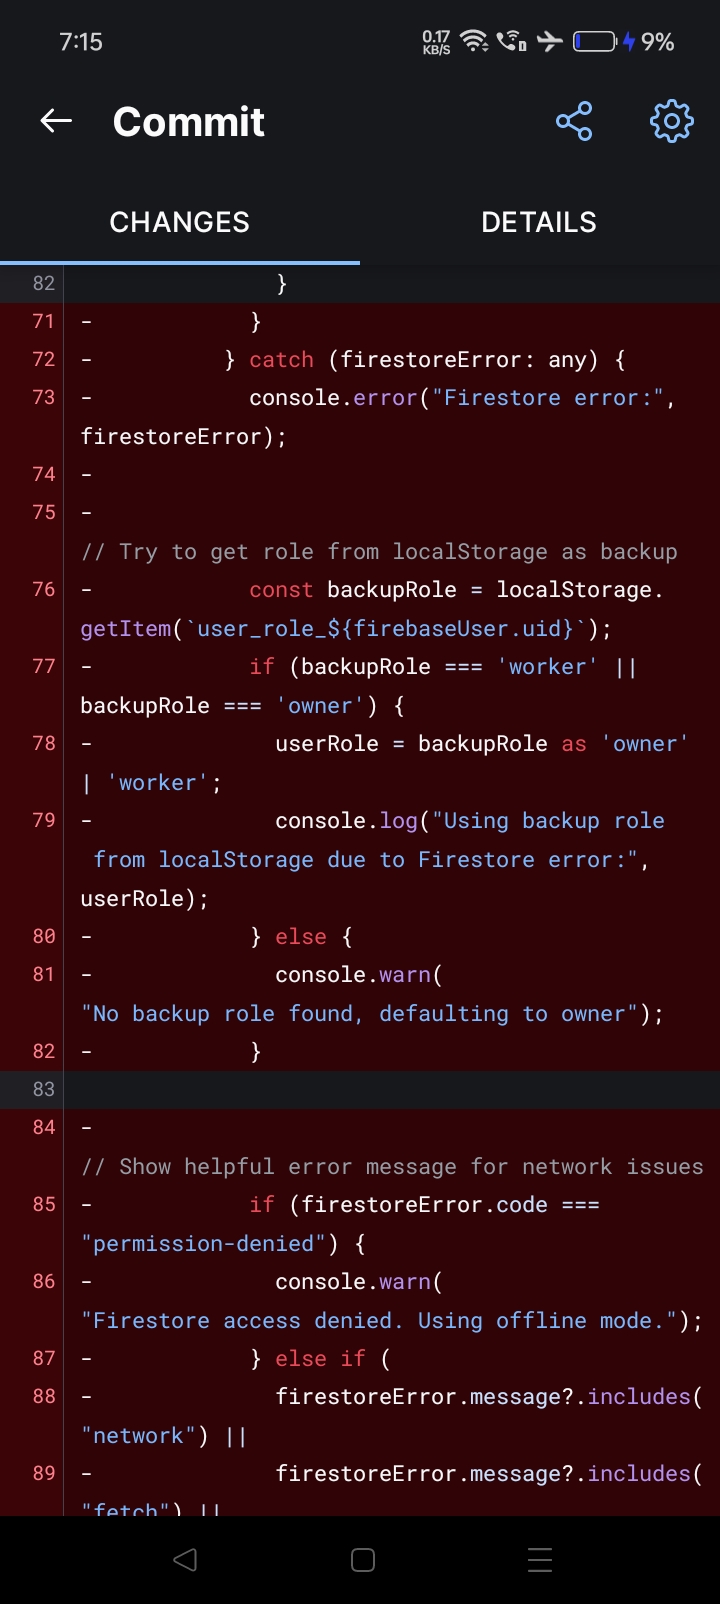 7:15
0.17
KB/S
9%
Commit
CHANGES DETAILS
82 }
71 - }
72 - } catch (firestoreError: any) {
73 - console.error("Firestore error:",
firestoreError);
74 -
75 -
// Try to get role from localStorage as backup
76 - const backupRole = localStorage.
getItem(`user_role_${firebaseUser.uid}`);
77 - if (backupRole === 'worker' ||
backupRole === 'owner') {
78 - userRole = backupRole as 'owner'
| 'worker';
79 - console.log("Using backup role
from localStorage due to Firestore error:",
userRole);
80 - } else {
81 - console.warn(
"No backup role found, defaulting to owner");
82 - }
83
84 -
// Show helpful error message for network issues
85 - if (firestoreError.code ===
"permission-denied") {
86 - console.warn(
"Firestore access denied. Using offline mode.");
87 - } else if (
88 - firestoreError.message?.includes(
"network") ||
89 - firestoreError.message?.includes(
"fetch") ||